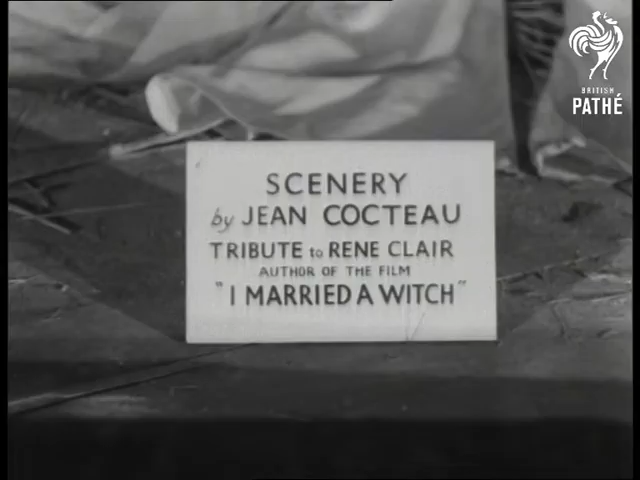 BRITISH
PATHÉ
SCENERY
by JEAN COCTEAU
TRIBUTE to RENE CLAIR
AUTHOR OF THE FILM
"I MARRIED A WITCH"